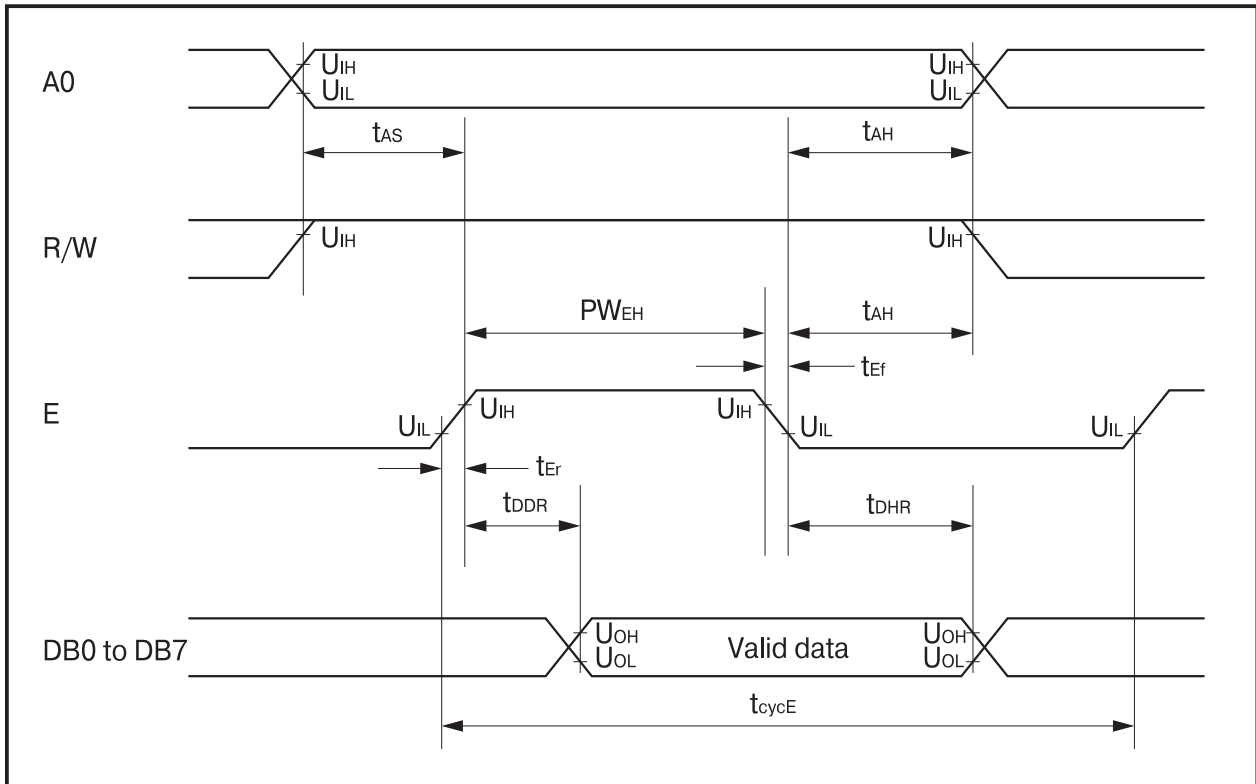 A0
UIH
UIL
UIH
UIL
tAS
tAH
R/W
UIH
UIH
PWEH
tAH
tEf
E
UIL
UIH
UIH
UIL
UIL
tEr
tDDR
tDHR
DB0 to DB7
UOH
UOL
Valid data
UOH
UOL
tcycE